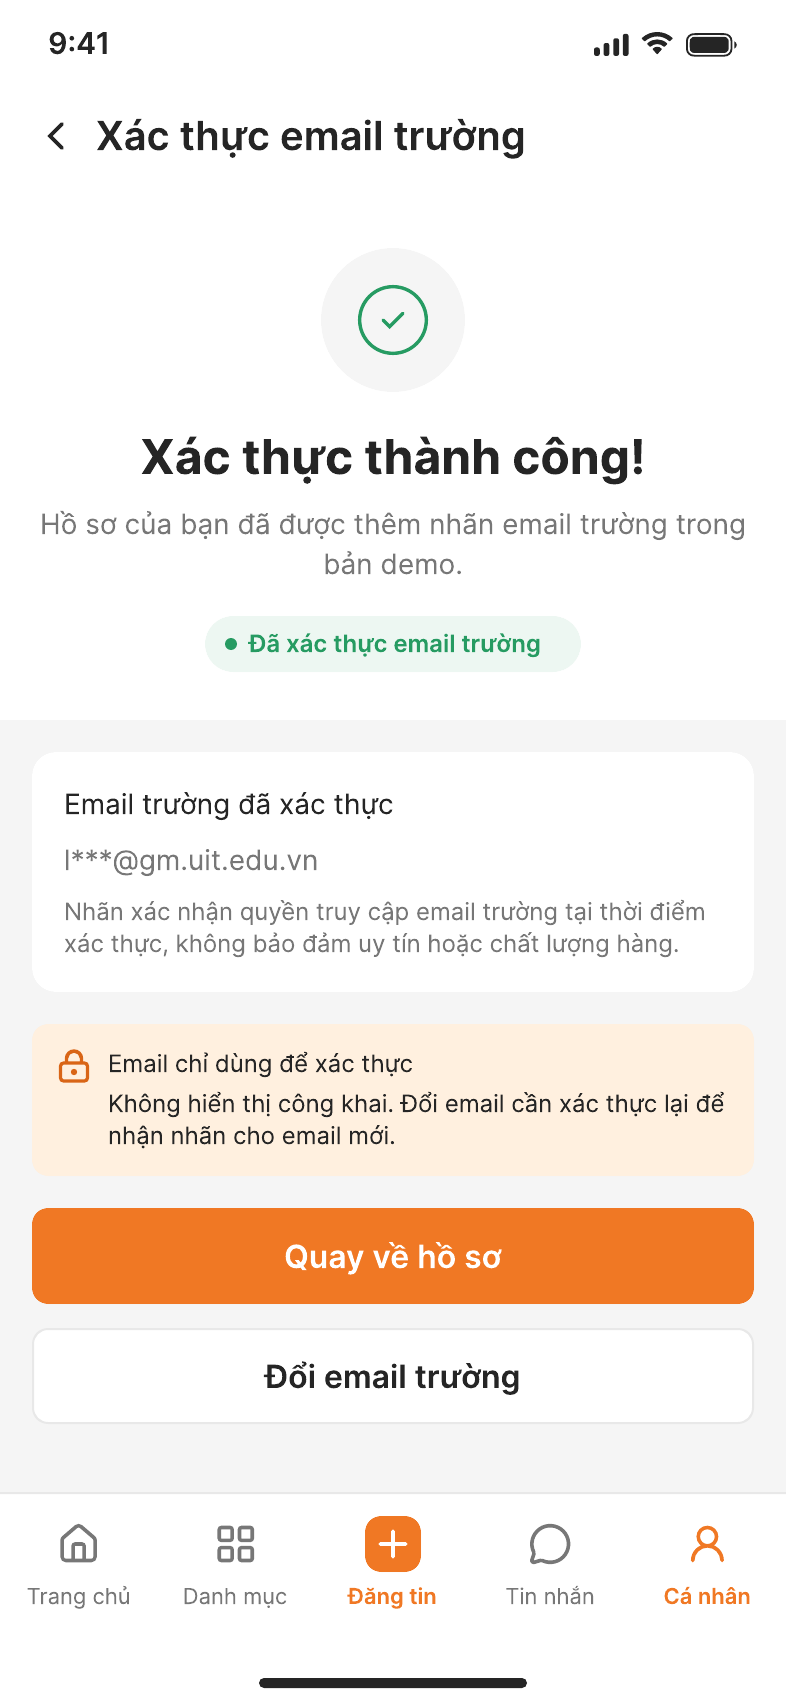 9:41
Xác thực email trường
Xác thực thành công!
Hồ sơ của bạn đã được thêm nhãn email trường trong
bản demo.
Đã xác thực email trường
Email trường đã xác thực
l***@gm.uit.edu.vn
Nhãn xác nhận quyền truy cập email trường tại thời điểm
xác thực, không bảo đảm uy tín hoặc chất lượng hàng.
Email chỉ dùng để xác thực
Không hiển thị công khai. Đổi email cần xác thực lại để
nhận nhãn cho email mới.
Quay về hồ sơ
Đổi email trường
Trang chủ
Danh mục
Đăng tin
Tin nhắn
Cá nhân